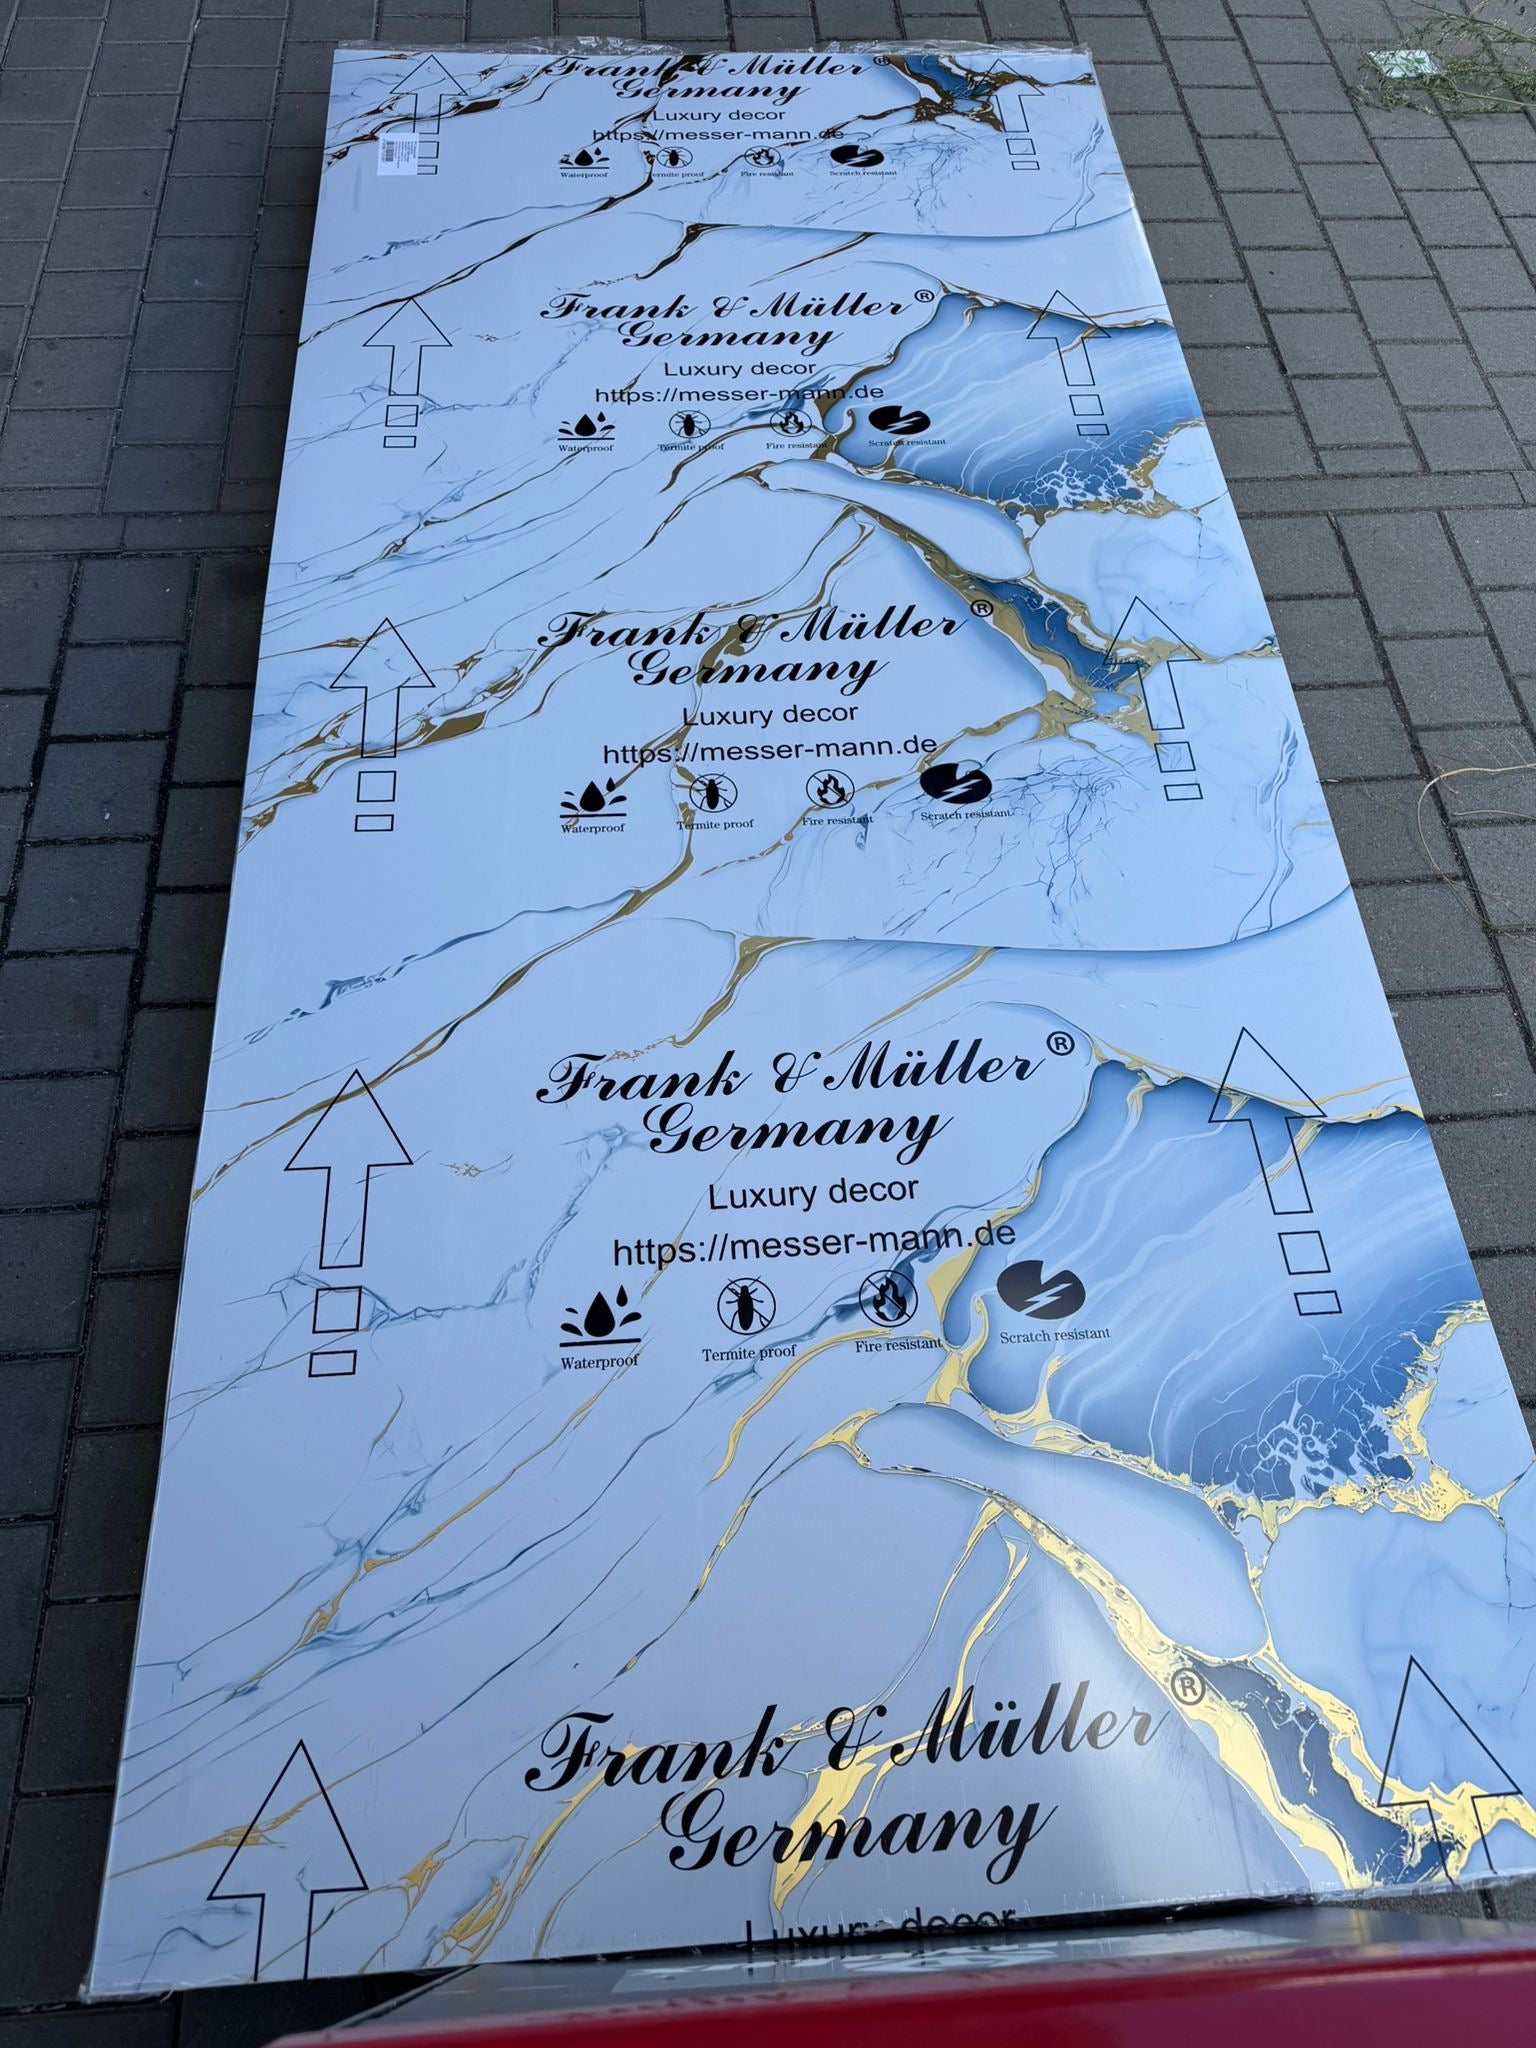 Frank & Müller®
Germany
Luxury decor
https://messer-mann.de
Waterproof Termite proof Fire resistant Scratch resistant
Frank & Müller®
Germany
Luxury decor
https://messer-mann.de
Waterproof Termite proof Fire resistant Scratch resistant
Frank & Müller®
Germany
Luxury decor
https://messer-mann.de
Waterproof Termite proof Fire resistant Scratch resistant
Frank & Müller®
Germany
Luxury decor
https://messer-mann.de
Waterproof Termite proof Fire resistant Scratch resistant
Frank & Müller®
Germany
Luxury decor